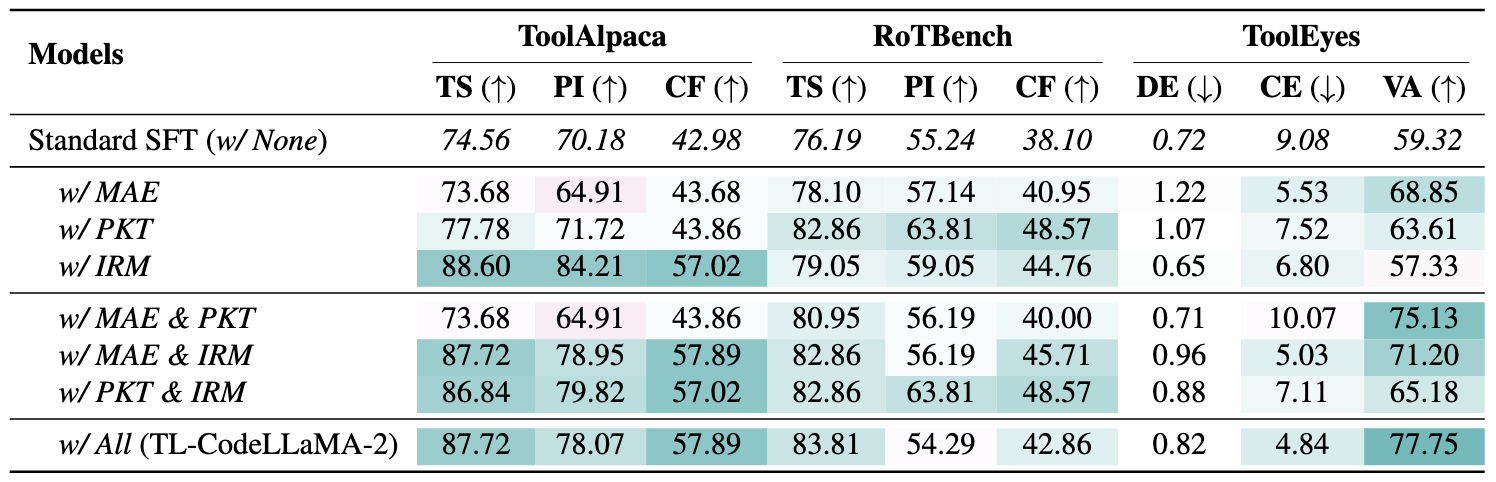 Models ToolAlpaca RoTBench ToolEyes
TS (↑) PI (↑) CF (↑) TS (↑) PI (↑) CF (↑) DE (↓) CE (↓) VA (↑)
Standard SFT (w/ None) 74.56 70.18 42.98 76.19 55.24 38.10 0.72 9.08 59.32
w/ MAE 73.68 64.91 43.68 78.10 57.14 40.95 1.22 5.53 68.85
w/ PKT 77.78 71.72 43.86 82.86 63.81 48.57 1.07 7.52 63.61
w/ IRM 88.60 84.21 57.02 79.05 59.05 44.76 0.65 6.80 57.33
w/ MAE & PKT 73.68 64.91 43.86 80.95 56.19 40.00 0.71 10.07 75.13
w/ MAE & IRM 87.72 78.95 57.89 82.86 56.19 45.71 0.96 5.03 71.20
w/ PKT & IRM 86.84 79.82 57.02 82.86 63.81 48.57 0.88 7.11 65.18
w/ All (TL-CodeLLaMA-2) 87.72 78.07 57.89 83.81 54.29 42.86 0.82 4.84 77.75